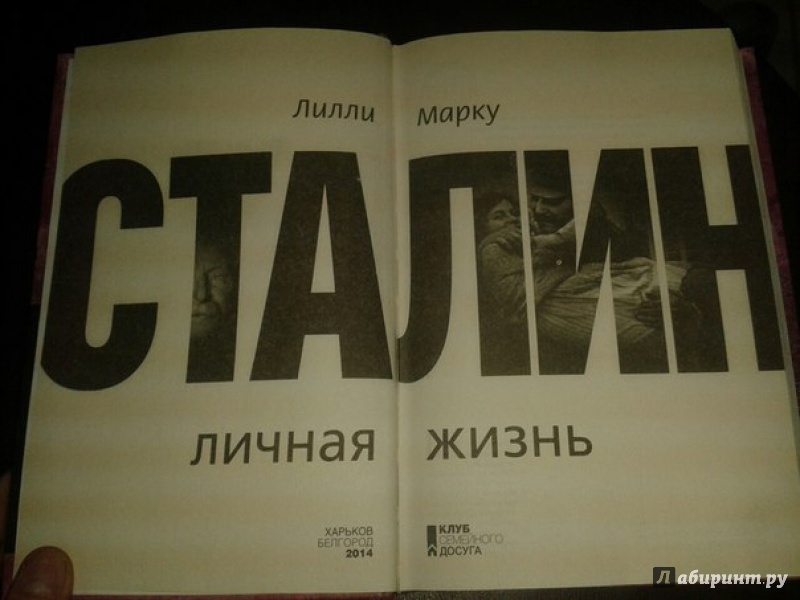 Лилли Марку
СТАЛИН
личная жизнь
ХАРЬКОВ
БЕЛГОРОД
2014
КЛУБ
СЕМЕЙНОГО
ДОСУГА
Лабиринт.ру